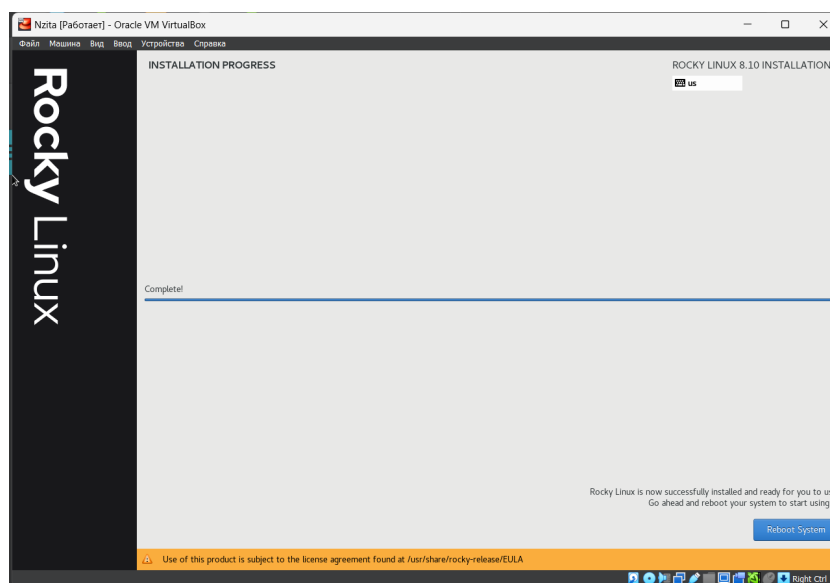 Nzita [Работает] - Oracle VM VirtualBox
Файл Машина Вид Ввод Устройства Справка
Rocky Linux
INSTALLATION PROGRESS
ROCKY LINUX 8.10 INSTALLATION
us
Complete!
Rocky Linux is now successfully installed and ready for you to us
Go ahead and reboot your system to start using
Reboot System
Use of this product is subject to the license agreement found at /usr/share/rocky-release/EULA
Right Ctrl